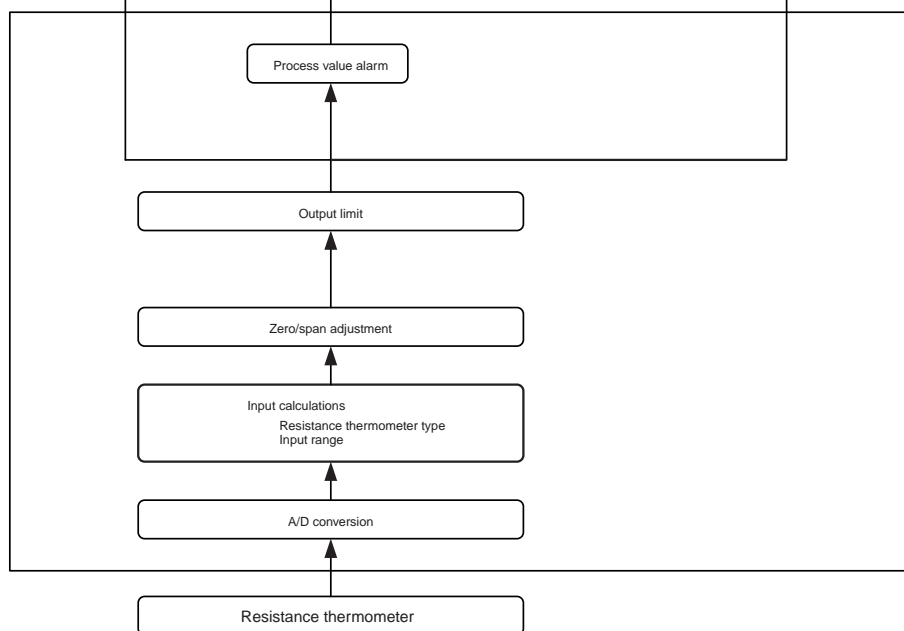 Process value alarm
Output limit
Zero/span adjustment
Input calculations
Resistance thermometer type
Input range
A/D conversion
Resistance thermometer